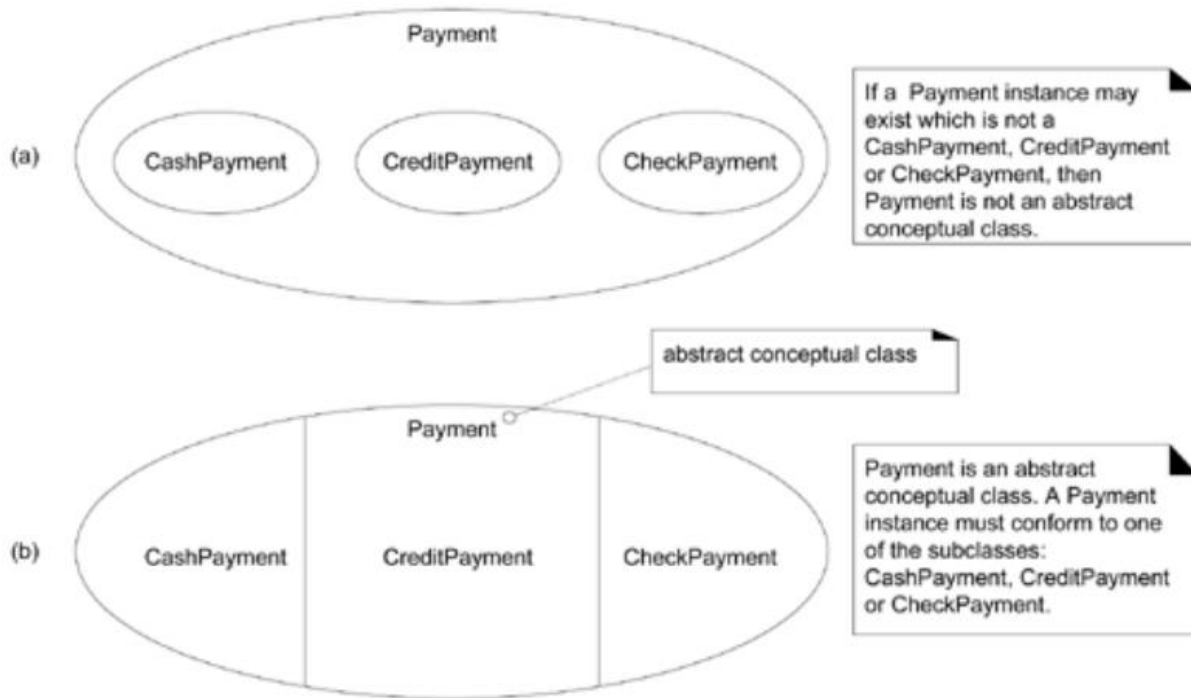 Payment
(a)
CashPayment
CreditPayment
CheckPayment
If a Payment instance may
exist which is not a
CashPayment, CreditPayment
or CheckPayment, then
Payment is not an abstract
conceptual class.
abstract conceptual class
Payment
(b)
CashPayment
CreditPayment
CheckPayment
Payment is an abstract
conceptual class. A Payment
instance must conform to one
of the subclasses:
CashPayment, CreditPayment
or CheckPayment.